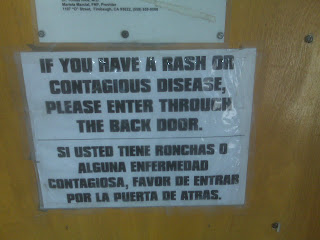 IF YOU HAVE A RASH OR
CONTAGIOUS DISEASE,
PLEASE ENTER THROUGH
THE BACK DOOR.
SI USTED TIENE RONCHAS O
ALGUNA ENFERMEDAD
CONTAGIOSA, FAVOR DE ENTRAR
POR LA PUERTA DE ATRAS.